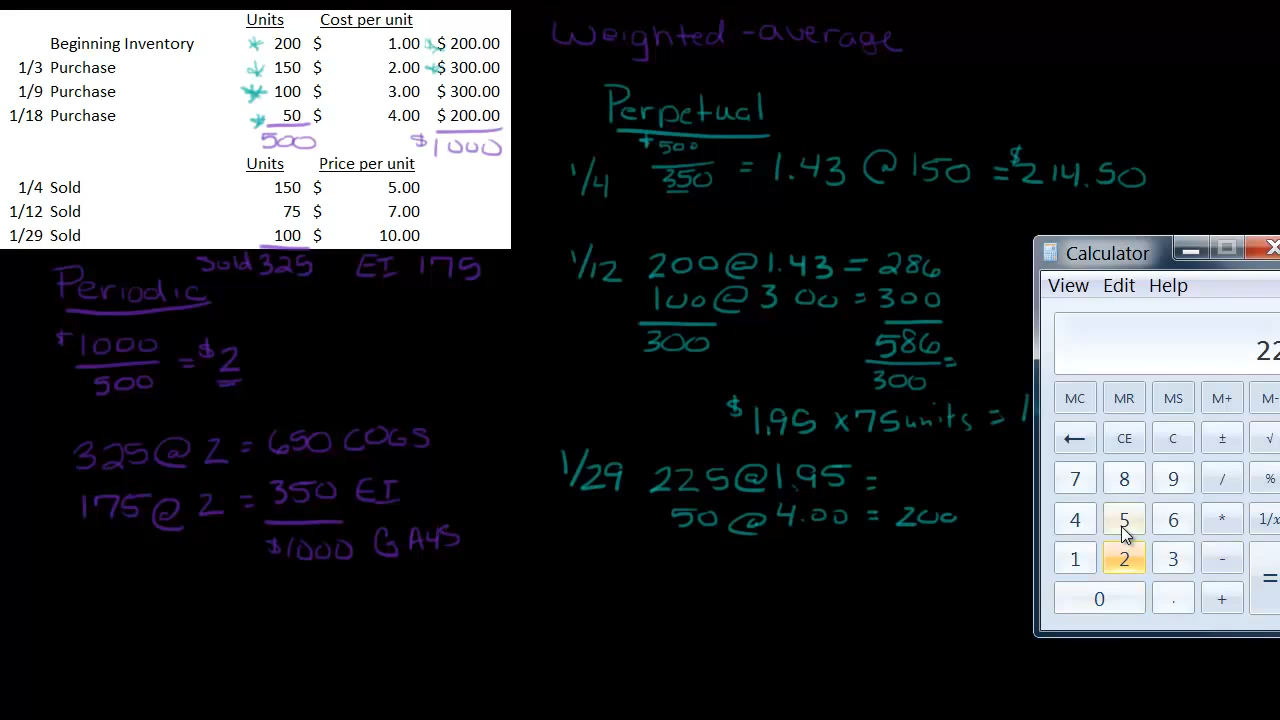 Units Cost per unit
Beginning Inventory * 200 $ 1.00 $ 200.00
1/3 Purchase 150 $ 2.00 $ 300.00
1/9 Purchase * 100 $ 3.00 $ 300.00
1/18 Purchase * 50 $ 4.00 $ 200.00
500 $1000
Units Price per unit
1/4 Sold 150 $ 5.00
1/12 Sold 75 $ 7.00
1/29 Sold 100 $ 10.00
Sold 325 EI 175
Periodic
$1000
500
= $2
325 @ 2 = 650 COGS
175 @ 2 = 350 EI
$1000 GAYS
Weighted-average
Perpetual
1/4
500
350
= 1.43 @ 150 = $214.50
1/12 200 @ 1.43 = 286
100 @ 3 00 = 300
300 586
300 =
$1.95 x 75 units = 1
1/29 225 @ 1.95 =
50 @ 4.00 = 200
Calculator
View Edit Help
22
MC MR MS M+ M-
← CE C ± √
7 8 9 / %
4 5 6 * 1/x
1 2 3 - =
0 . +